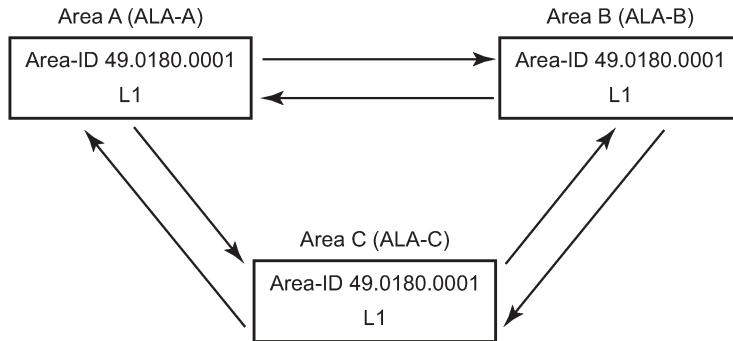 Area A (ALA-A)
Area B (ALA-B)
Area-ID 49.0180.0001
L1
Area-ID 49.0180.0001
L1
Area C (ALA-C)
Area-ID 49.0180.0001
L1